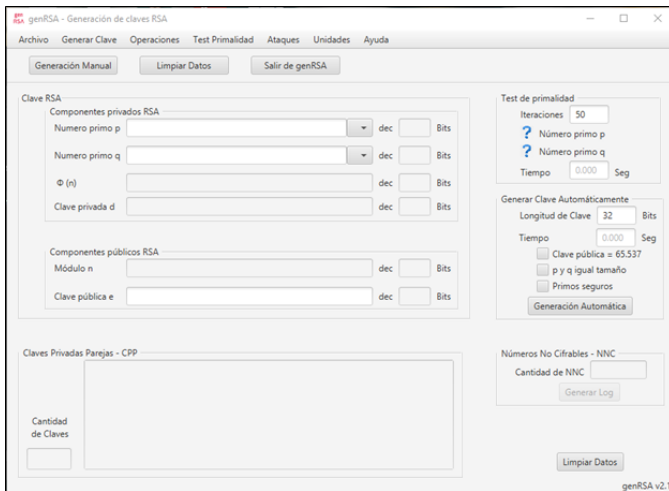 gen RSA genRSA - Generación de claves RSA
Archivo Generar Clave Operaciones Test Primalidad Ataques Unidades Ayuda
Generación Manual Limpiar Datos Salir de genRSA
Clave RSA
Componentes privados RSA
Numero primo p dec Bits
Numero primo q dec Bits
Φ (n) dec Bits
Clave privada d dec Bits
Componentes públicos RSA
Módulo n dec Bits
Clave pública e dec Bits
Test de primalidad
Iteraciones 50
? Número primo p
? Número primo q
Tiempo 0.000 Seg
Generar Clave Automáticamente
Longitud de Clave 32 Bits
Tiempo 0.000 Seg
Clave pública = 65.537
p y q igual tamaño
Primos seguros
Generación Automática
Claves Privadas Parejas - CPP
Cantidad
de Claves
Números No Cifrables - NNC
Cantidad de NNC
Generar Log
Limpiar Datos
genRSA v2.1